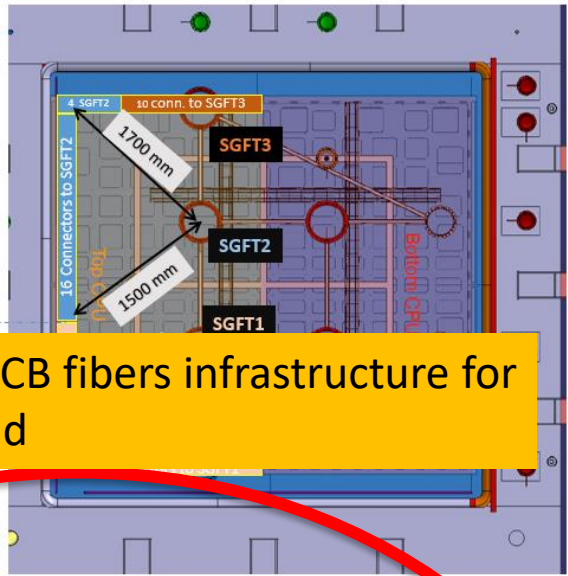 4 SGFT2
10 conn. to SGFT3
1700 mm
SGFT3
16 Connectors to SGFT2
SGFT2
1500 mm
SGFT1
Bottom CPU
Top
CB fibers infrastructure for
d